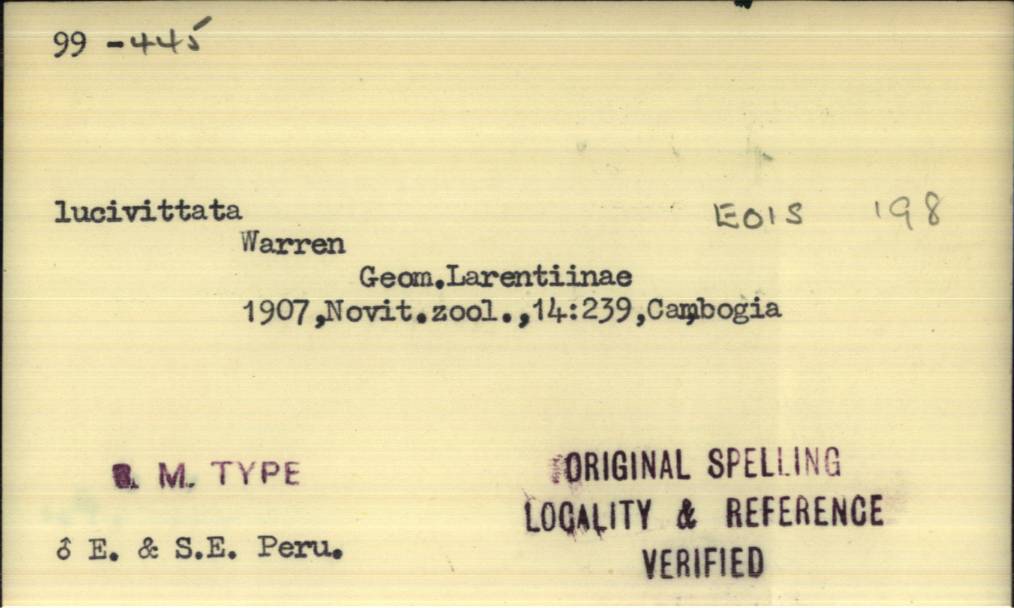 99 -445
lucivittata EOIS 198
Warren
Geom.Larentiinae
1907,Novit.zool.,14:239,Cambogia
B. M. TYPE
♂ E. & S.E. Peru.
ORIGINAL SPELLING
LOCALITY & REFERENCE
VERIFIED